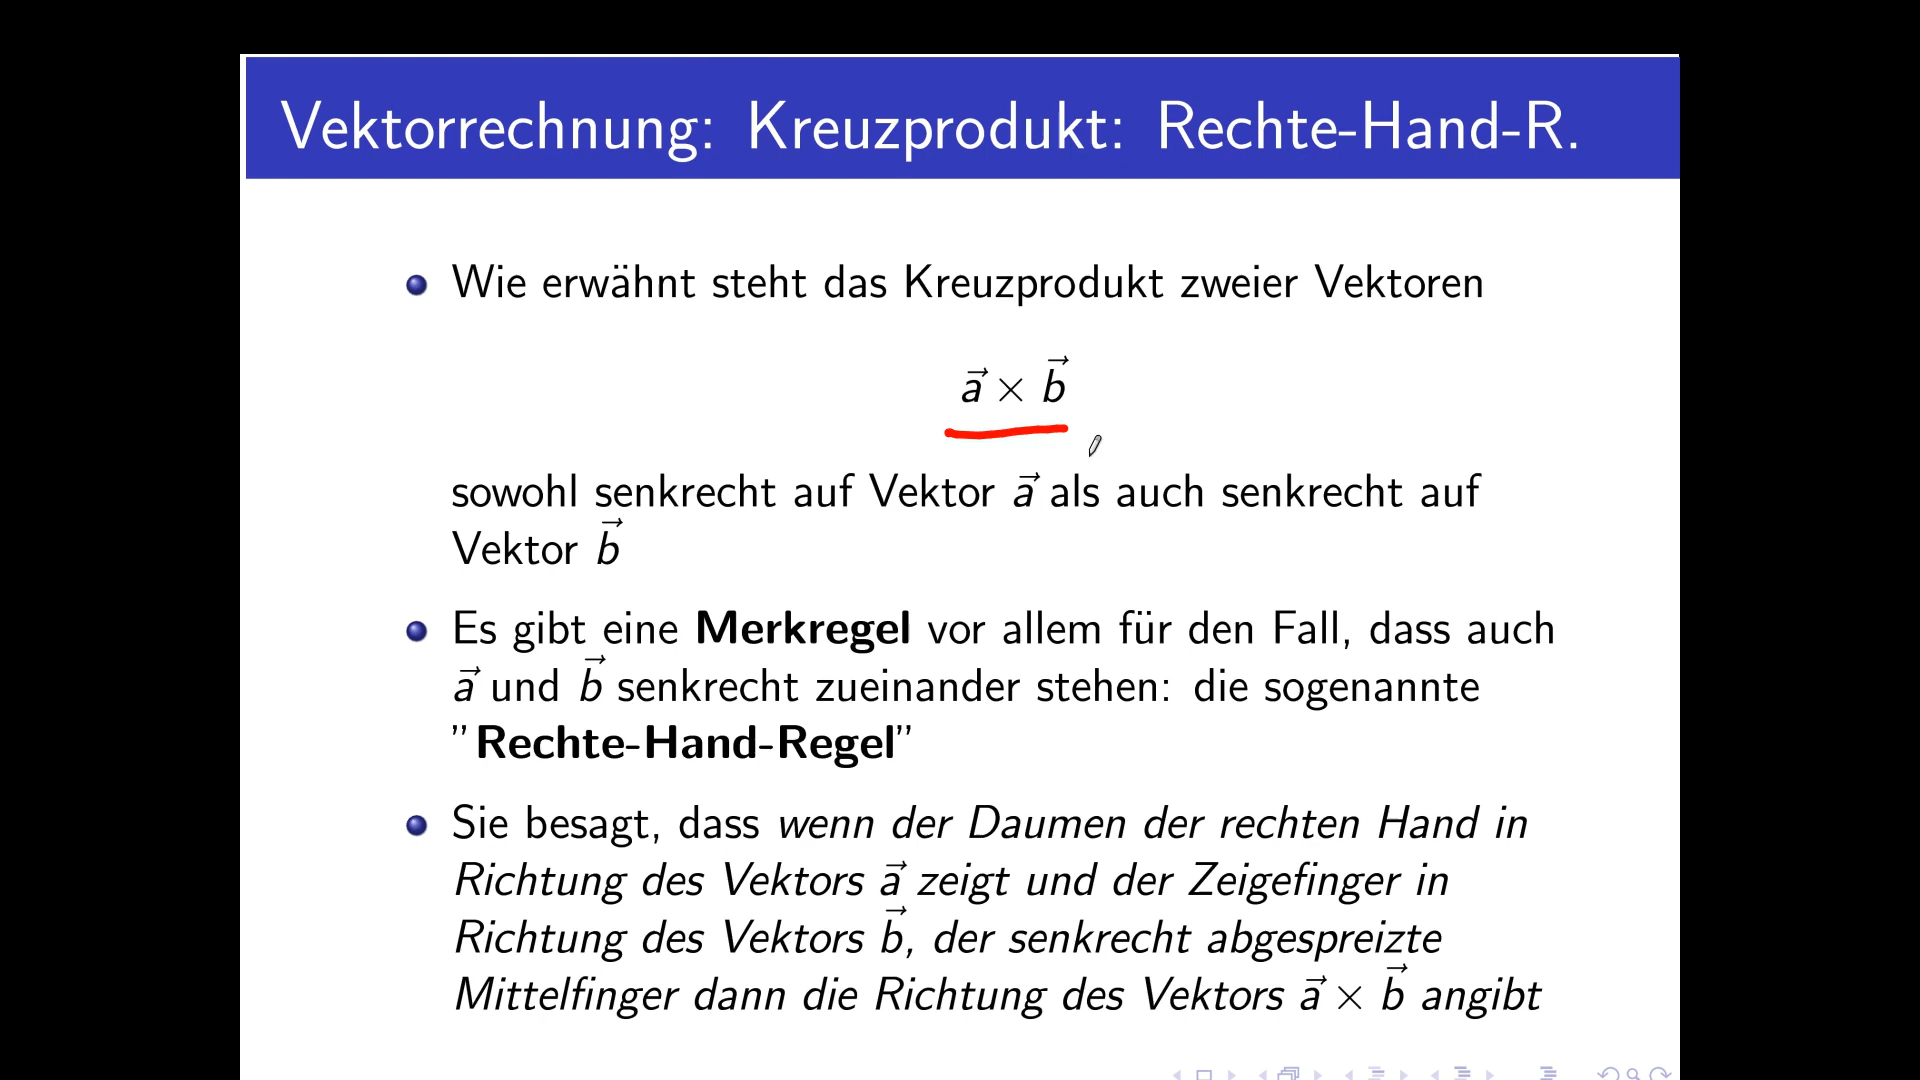 Vektorrechnung: Kreuzprodukt: Rechte-Hand-R.
Wie erwähnt steht das Kreuzprodukt zweier Vektoren
a⃗ × b⃗
sowohl senkrecht auf Vektor a⃗ als auch senkrecht auf
Vektor b⃗
Es gibt eine Merkregel vor allem für den Fall, dass auch
a⃗ und b⃗ senkrecht zueinander stehen: die sogenannte
”Rechte-Hand-Regel”
Sie besagt, dass wenn der Daumen der rechten Hand in
Richtung des Vektors a⃗ zeigt und der Zeigefinger in
Richtung des Vektors b⃗, der senkrecht abgespreizte
Mittelfinger dann die Richtung des Vektors a⃗ × b⃗ angibt